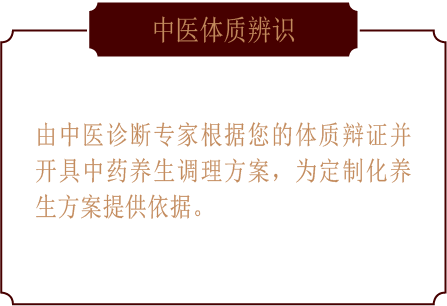 中医体质辨识
由中医诊断专家根据您的体质辩证并
开具中药养生调理方案，为定制化养
生方案提供依据。